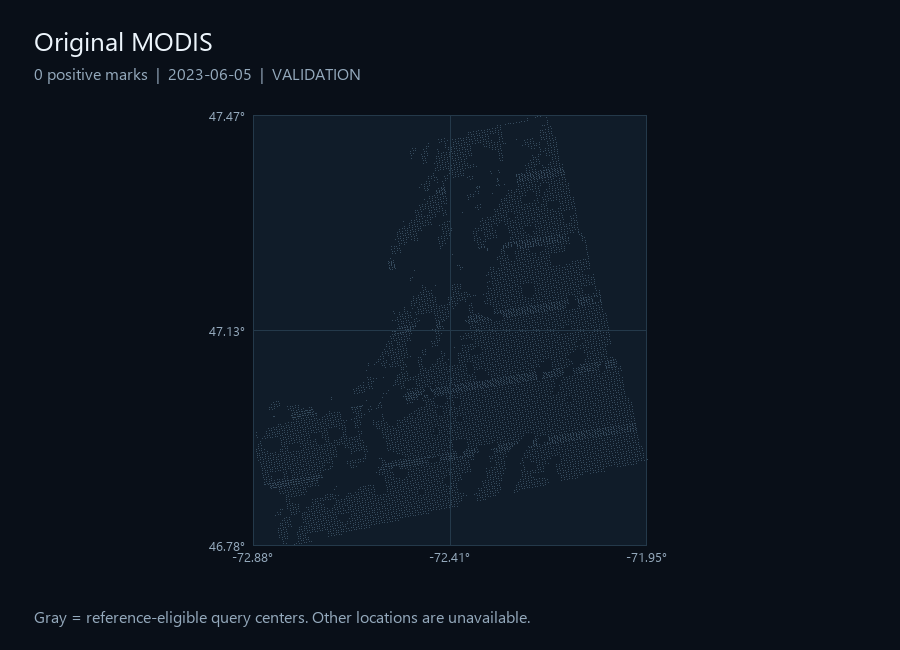 Original MODIS
0 positive marks | 2023-06-05 | VALIDATION
47.47°
47.13°
46.78°
-72.88°
-72.41°
-71.95°
Gray = reference-eligible query centers. Other locations are unavailable.